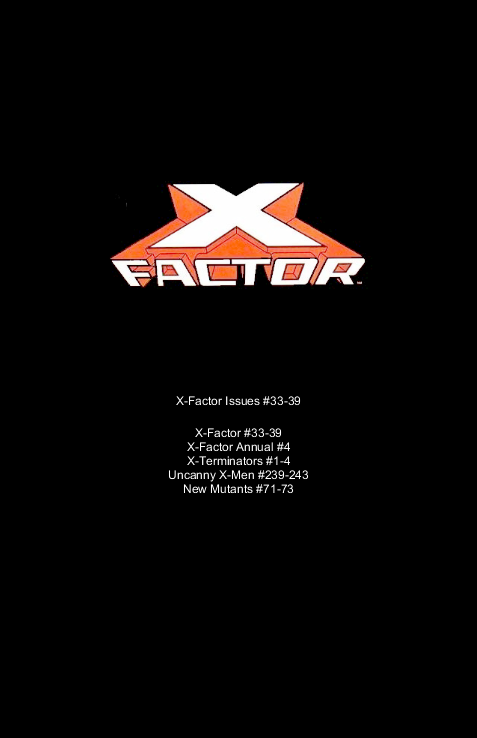 X
FACTOR
X-Factor Issues #33-39
X-Factor #33-39
X-Factor Annual #4
X-Terminators #1-4
Uncanny X-Men #239-243
New Mutants #71-73